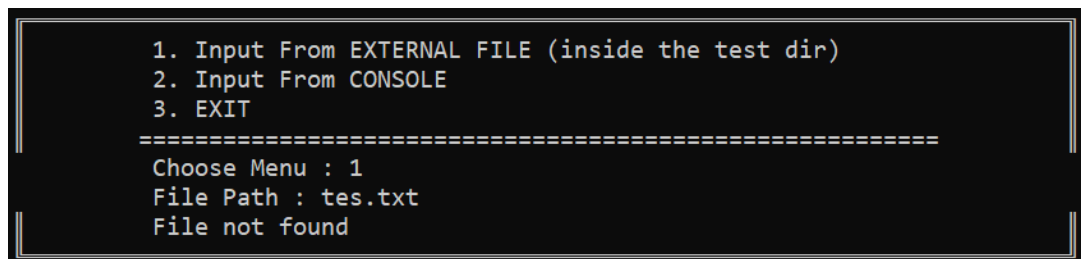 1. Input From EXTERNAL FILE (inside the test dir)
2. Input From CONSOLE
3. EXIT
=========================================================
Choose Menu : 1
File Path : tes.txt
File not found